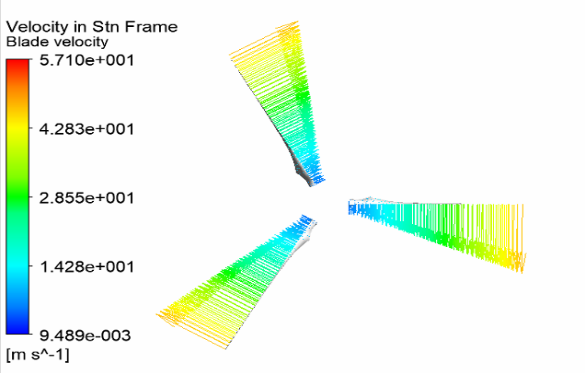 Velocity in Stn Frame
Blade velocity
5.710e+001
4.283e+001
2.855e+001
1.428e+001
9.489e-003
[m s^-1]